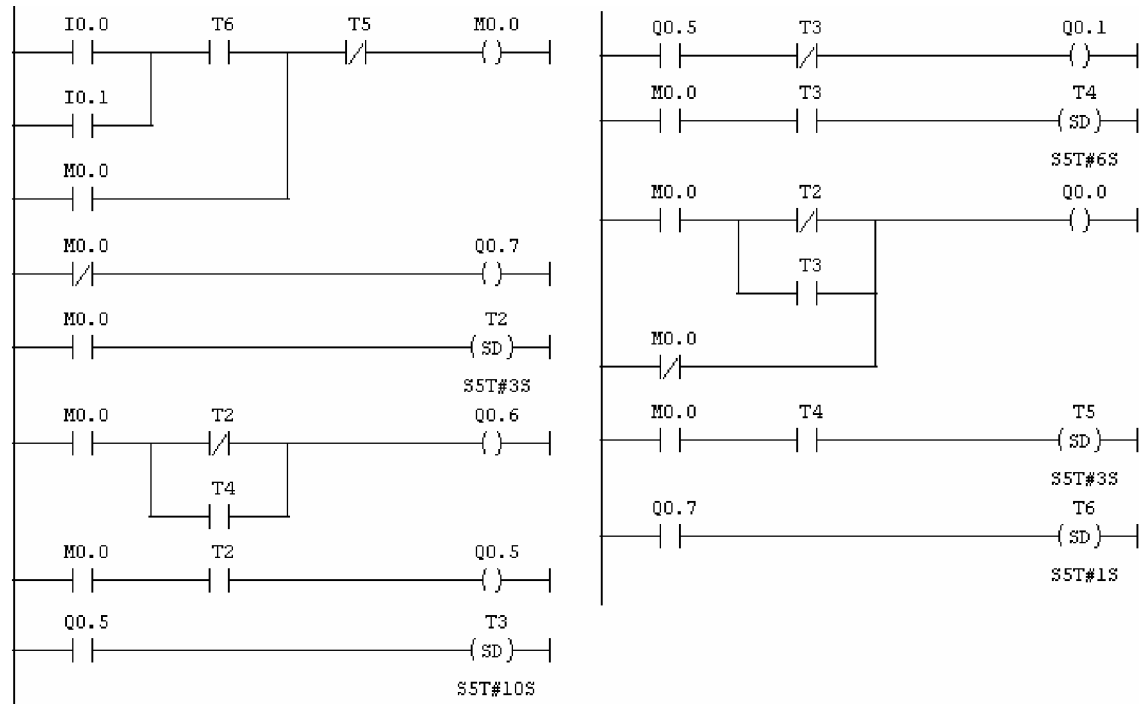 I0.0 T6 T5 M0.0
I0.1
M0.0
M0.0 Q0.7
M0.0 T2
SD
S5T#3S
M0.0 T2 Q0.6
T4
M0.0 T2 Q0.5
Q0.5 T3
SD
S5T#10S
Q0.5 T3 Q0.1
M0.0 T3 T4
SD
S5T#6S
M0.0 T2 Q0.0
T3
M0.0
M0.0 T4 T5
SD
S5T#3S
Q0.7 T6
SD
S5T#1S